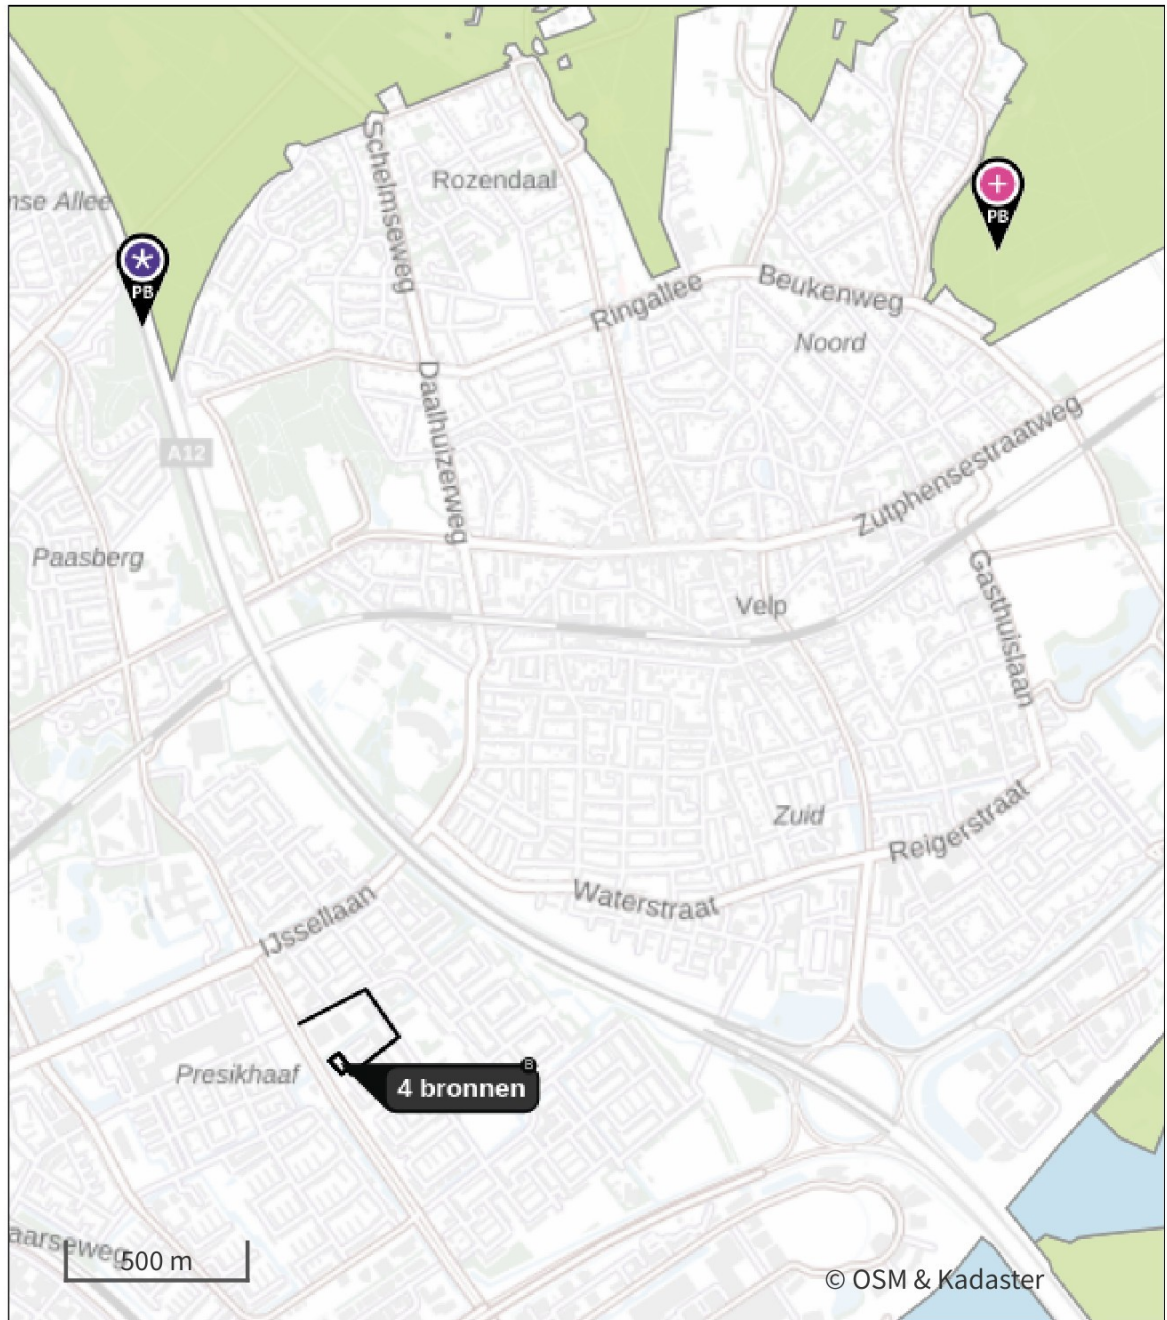 Schelmseweg
Rozendaal
nse Allee
+
PB
*
PB
Ringallee
Beukenweg
Noord
Daalhuizerweg
Zutphensestraatweg
A12
Paasberg
Gasthuislaan
Velp
Zuid
Reigerstraat
Waterstraat
IJssellaan
Presikhaaf
B
4 bronnen
aarseweg
500 m
© OSM & Kadaster